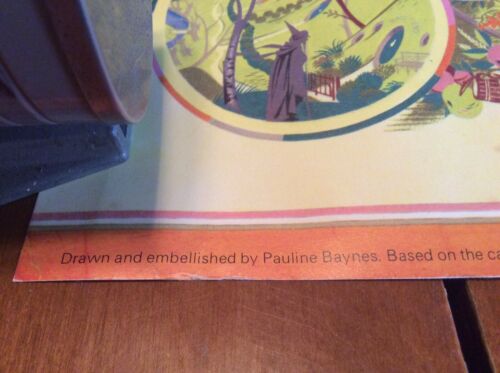 Drawn and embellished by Pauline Baynes. Based on the ca